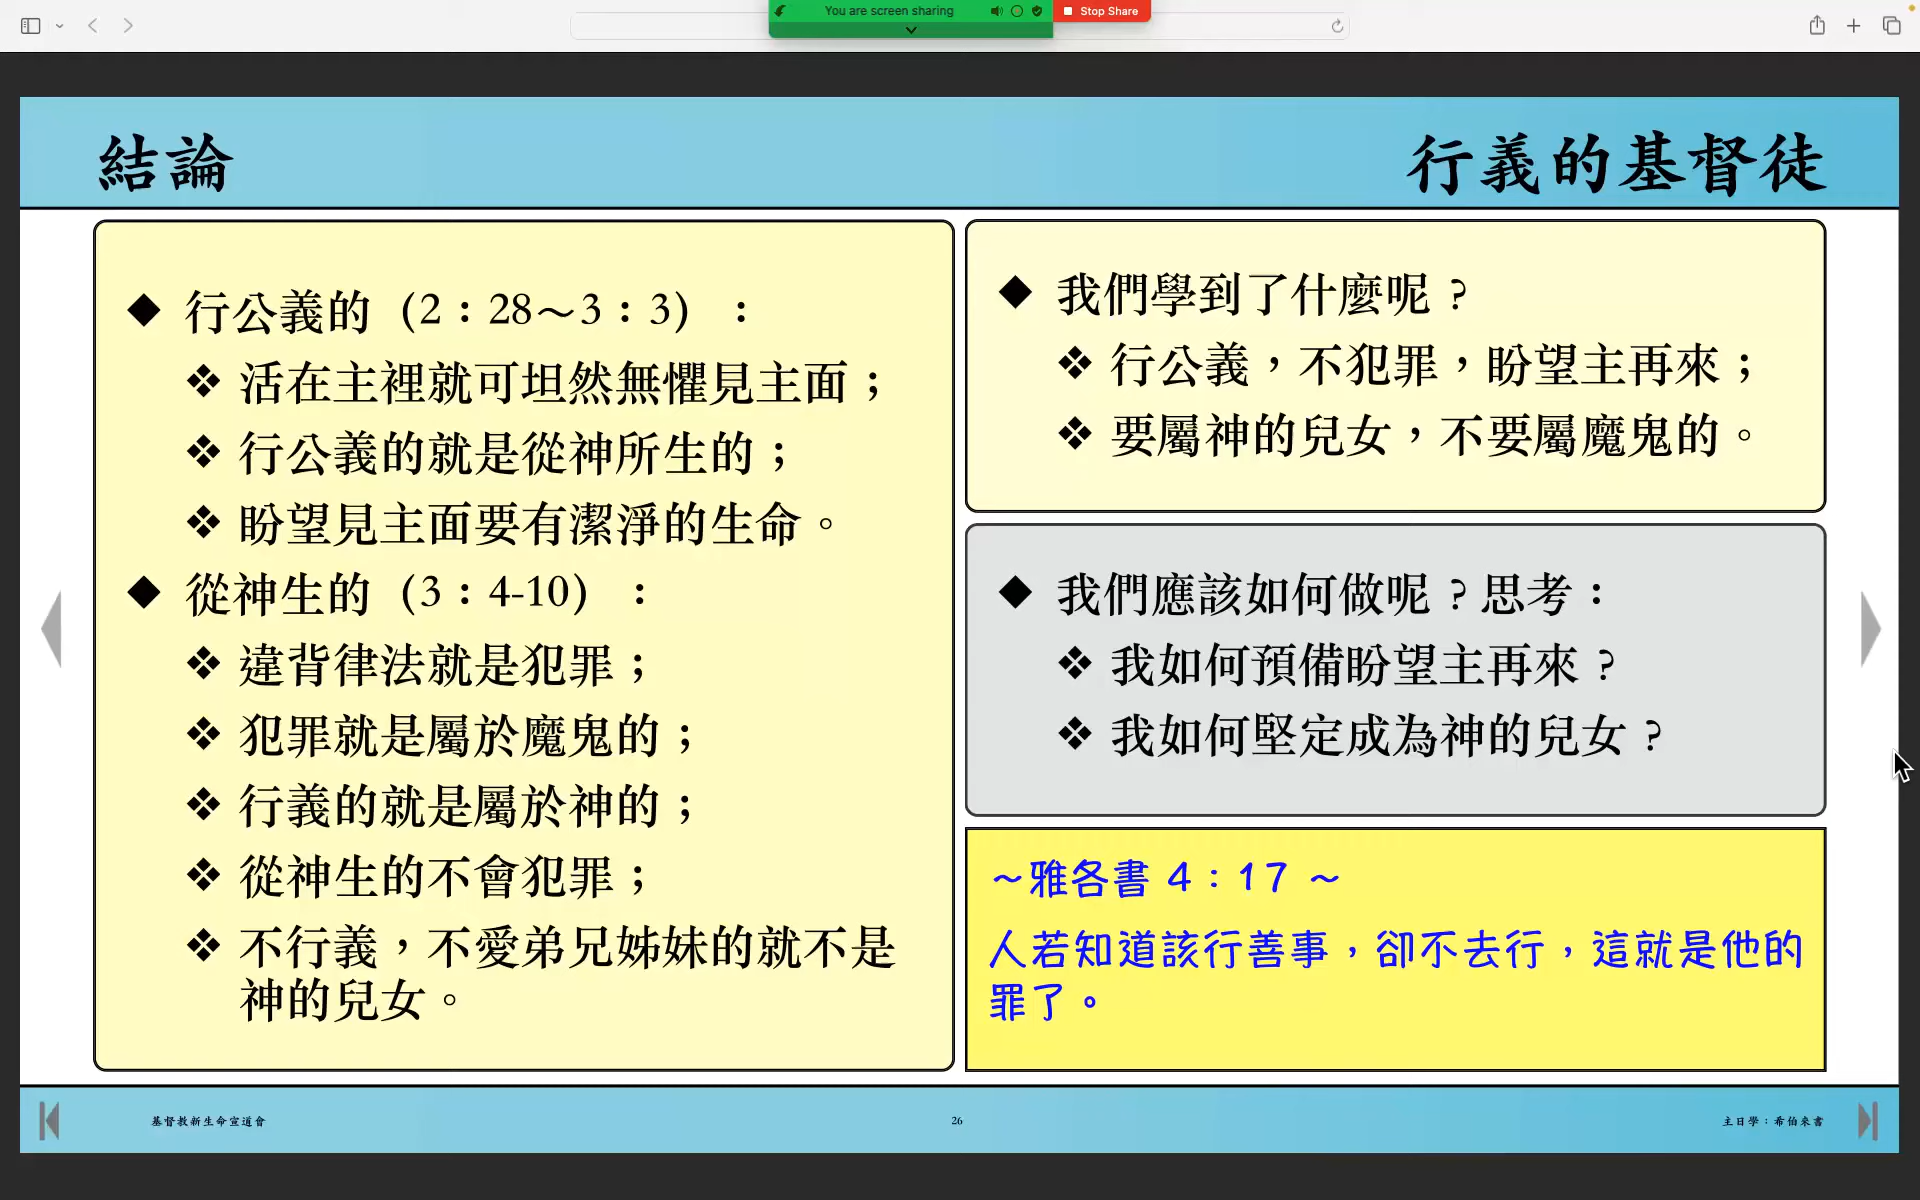 You are screen sharing
Stop Share
結論
行義的基督徒
行公義的（2：28～3：3）：
活在主裡就可坦然無懼見主面；
行公義的就是從神所生的；
盼望見主面要有潔淨的生命。
從神生的（3：4-10）：
違背律法就是犯罪；
犯罪就是屬於魔鬼的；
行義的就是屬於神的；
從神生的不會犯罪；
不行義，不愛弟兄姊妹的就不是
神的兒女。
我們學到了什麼呢？
行公義，不犯罪，盼望主再來；
要屬神的兒女，不要屬魔鬼的。
我們應該如何做呢？思考：
我如何預備盼望主再來？
我如何堅定成為神的兒女？
～雅各書 4：17 ～
人若知道該行善事，卻不去行，這就是他的
罪了。
基督教新生命宣道會
26
主日學：希伯來書